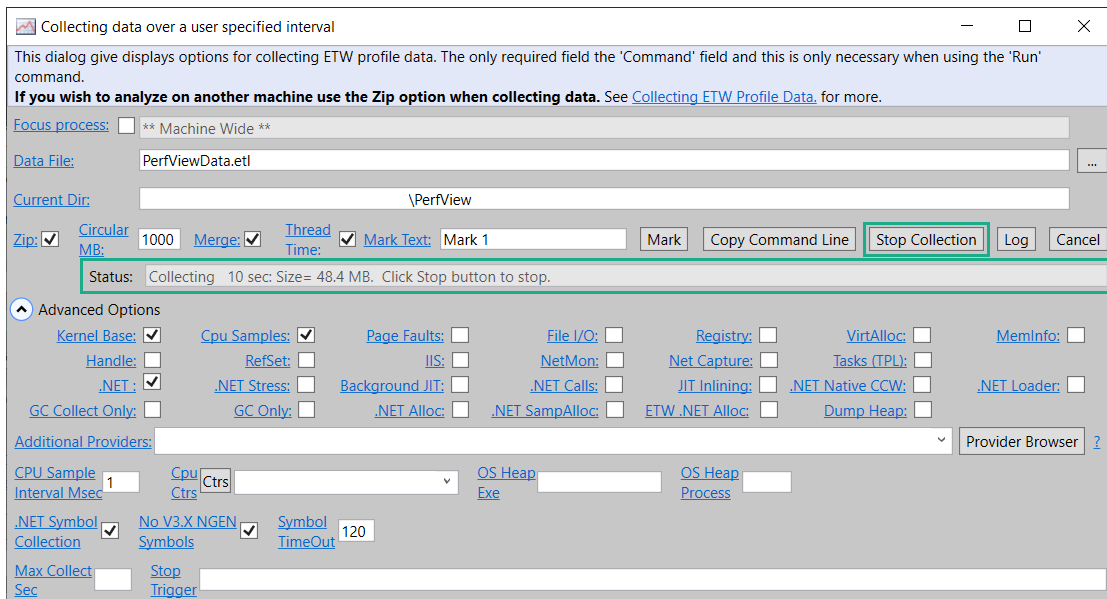 Collecting data over a user specified interval
This dialog give displays options for collecting ETW profile data. The only required field the 'Command' field and this is only necessary when using the 'Run'
command.
If you wish to analyze on another machine use the Zip option when collecting data. See Collecting ETW Profile Data. for more.
Focus process: ** Machine Wide **
Data File: PerfViewData.etl ...
Current Dir: \PerfView
Zip: Circular MB: 1000 Merge: Thread Time: Mark Text: Mark 1 Mark Copy Command Line Stop Collection Log Cancel
Status: Collecting 10 sec: Size= 48.4 MB. Click Stop button to stop.
Advanced Options
Kernel Base: Cpu Samples: Page Faults: File I/O: Registry: VirtAlloc: MemInfo:
Handle: RefSet: IIS: NetMon: Net Capture: Tasks (TPL):
.NET : .NET Stress: Background JIT: .NET Calls: JIT Inlining: .NET Native CCW: .NET Loader:
GC Collect Only: GC Only: .NET Alloc: .NET SampAlloc: ETW .NET Alloc: Dump Heap:
Additional Providers: Provider Browser ?
CPU Sample Interval Msec 1 Cpu Ctrs Ctrs OS Heap Exe OS Heap Process
.NET Symbol Collection No V3.X NGEN Symbols Symbol TimeOut 120
Max Collect Sec Stop Trigger